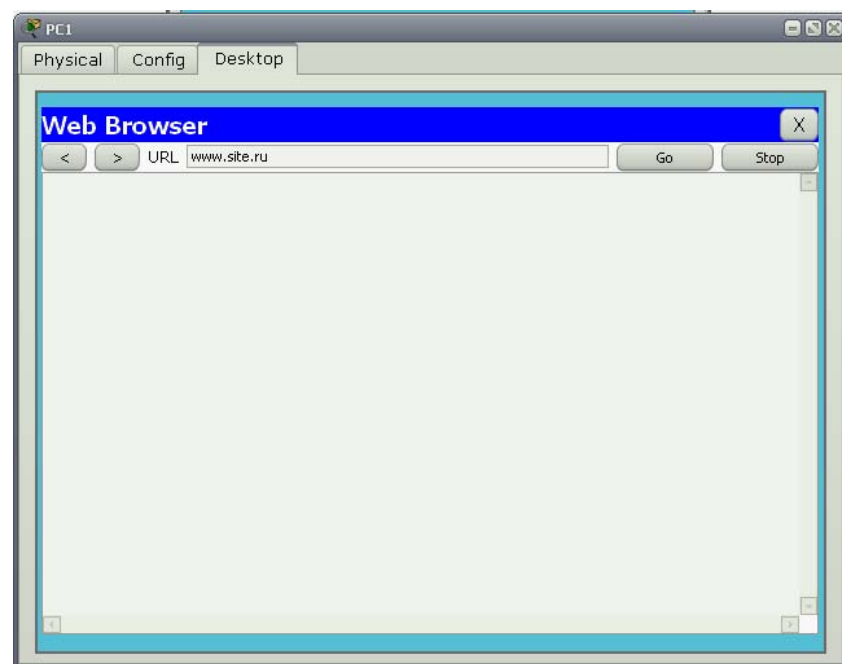 PC1
Physical Config Desktop
Web Browser X
< > URL www.site.ru Go Stop